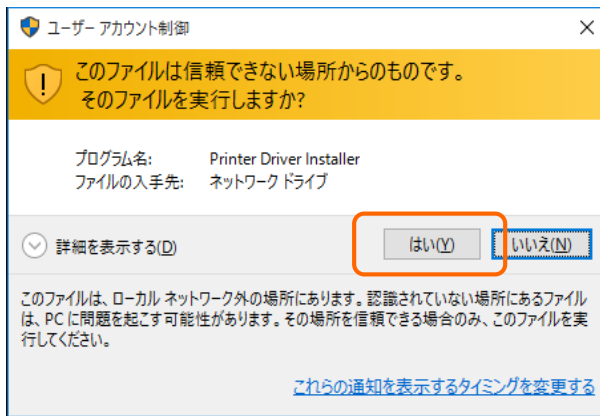 ユーザー アカウント制御
このファイルは信頼できない場所からのものです。
そのファイルを実行しますか?
プログラム名: Printer Driver Installer
ファイルの入手先: ネットワーク ドライブ
詳細を表示する(D)
はい(Y)
いいえ(N)
このファイルは、ローカル ネットワーク外の場所にあります。認識されていない場所にあるファイル
は、PC に問題を起こす可能性があります。その場所を信頼できる場合のみ、このファイルを実
行してください。
これらの通知を表示するタイミングを変更する